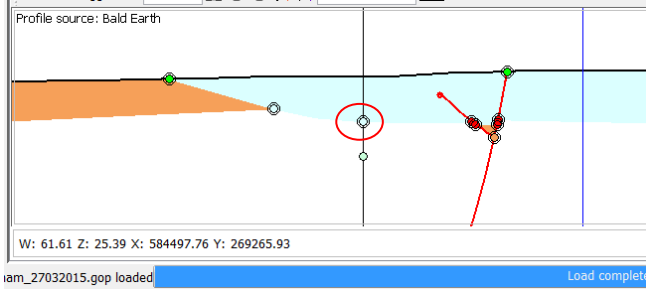 Profile source: Bald Earth
W: 61.61 Z: 25.39 X: 584497.76 Y: 269265.93
am_27032015.gop loaded
Load complete